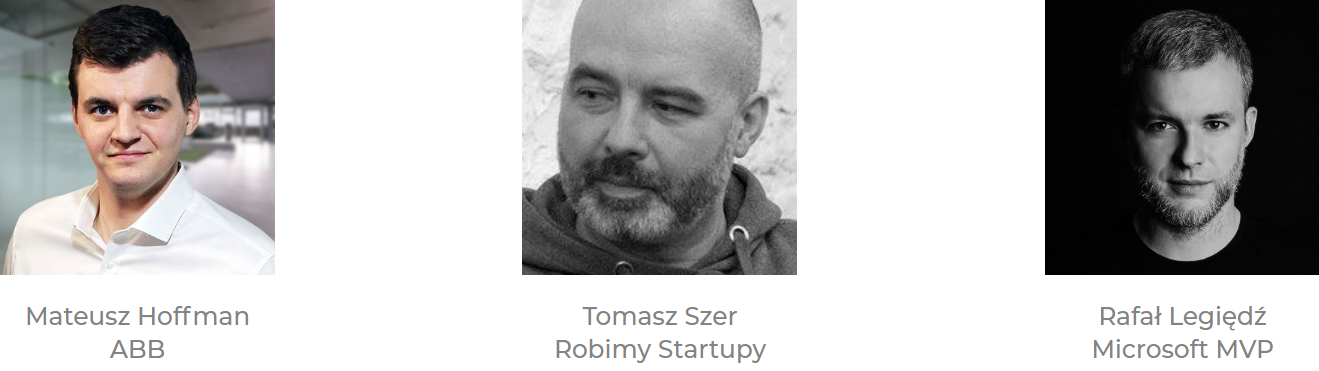 Mateusz Hoffman
ABB
Tomasz Szer
Robimy Startupy
Rafał Legiędź
Microsoft MVP